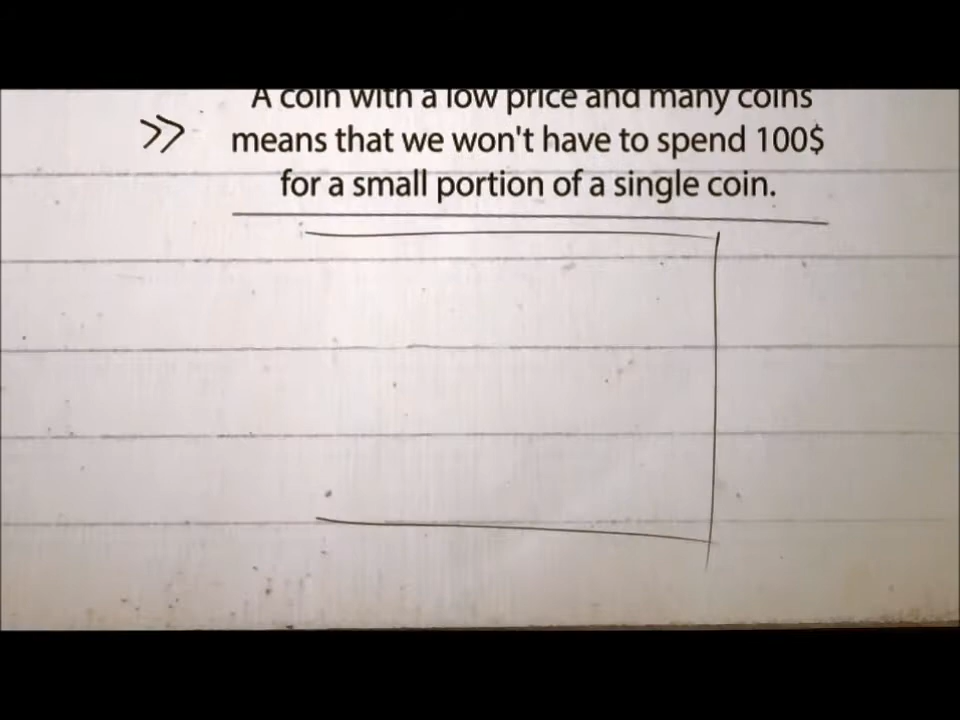 A coin with a low price and many coins
>> means that we won't have to spend 100$
for a small portion of a single coin.